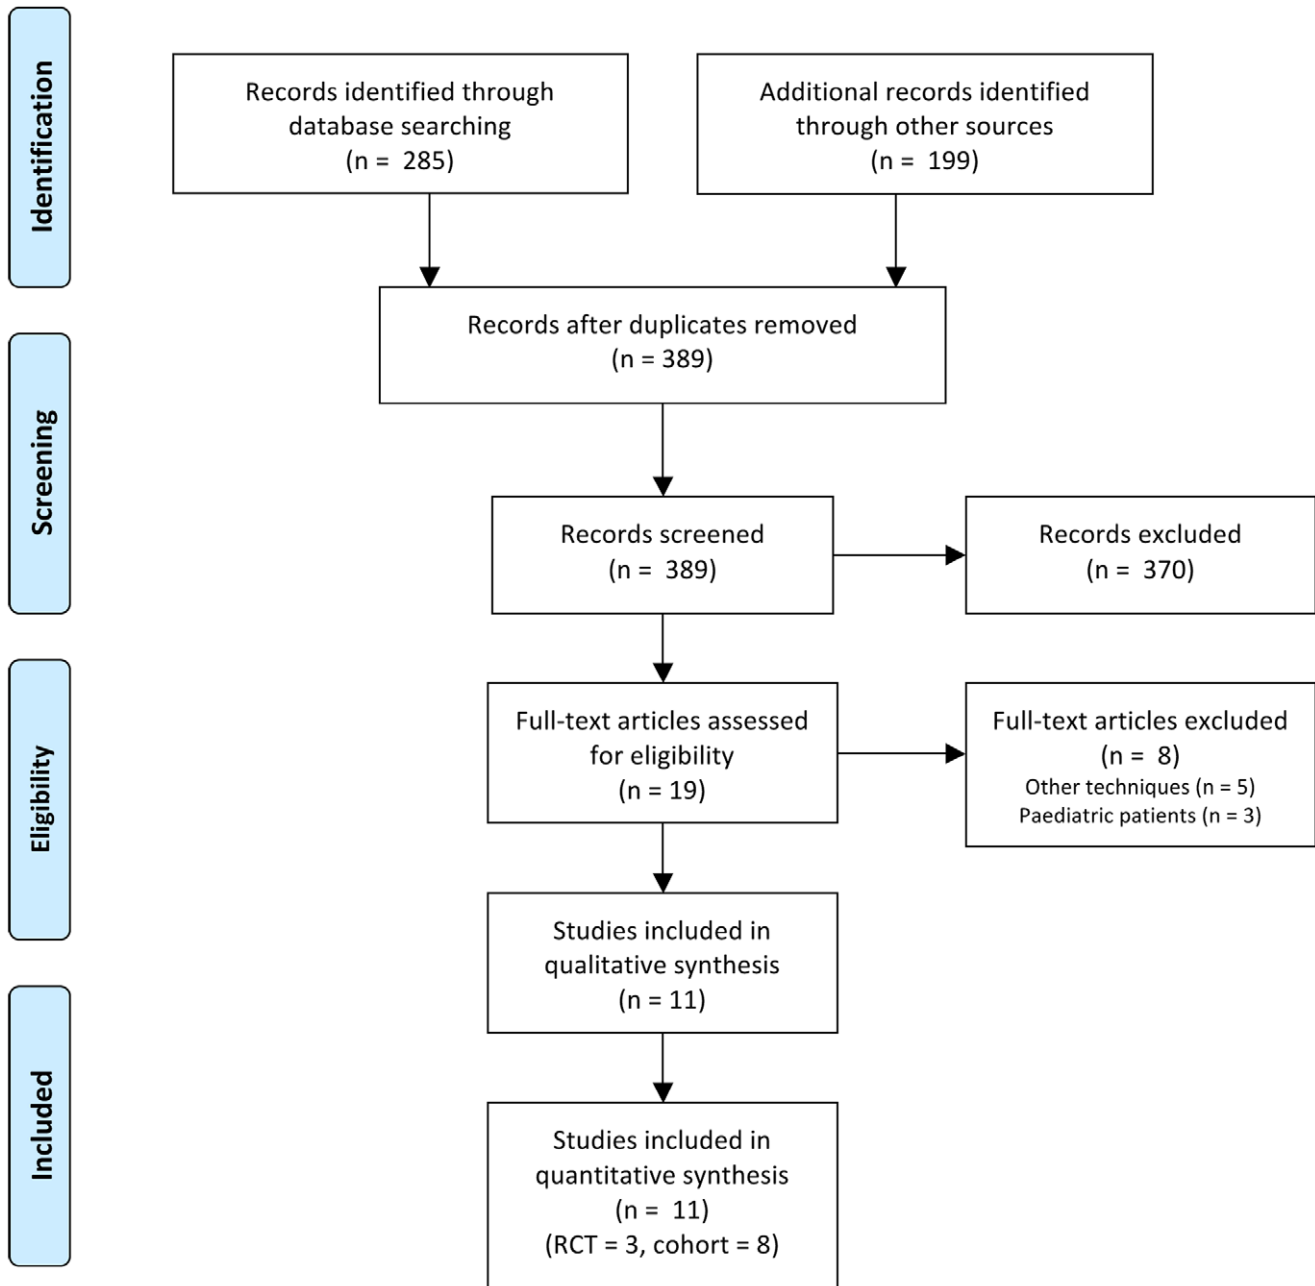 Identification
Records identified through
database searching
(n =  285)
Additional records identified
through other sources
(n =  199)
Records after duplicates removed
(n = 389)
Screening
Records screened
(n =  389)
Records excluded
(n =  370)
Eligibility
Full-text articles assessed
for eligibility
(n = 19)
Full-text articles excluded
(n =  8)
Other techniques (n = 5)
Paediatric patients (n = 3)
Studies included in
qualitative synthesis
(n = 11)
Included
Studies included in
quantitative synthesis
(n =  11)
(RCT = 3, cohort = 8)